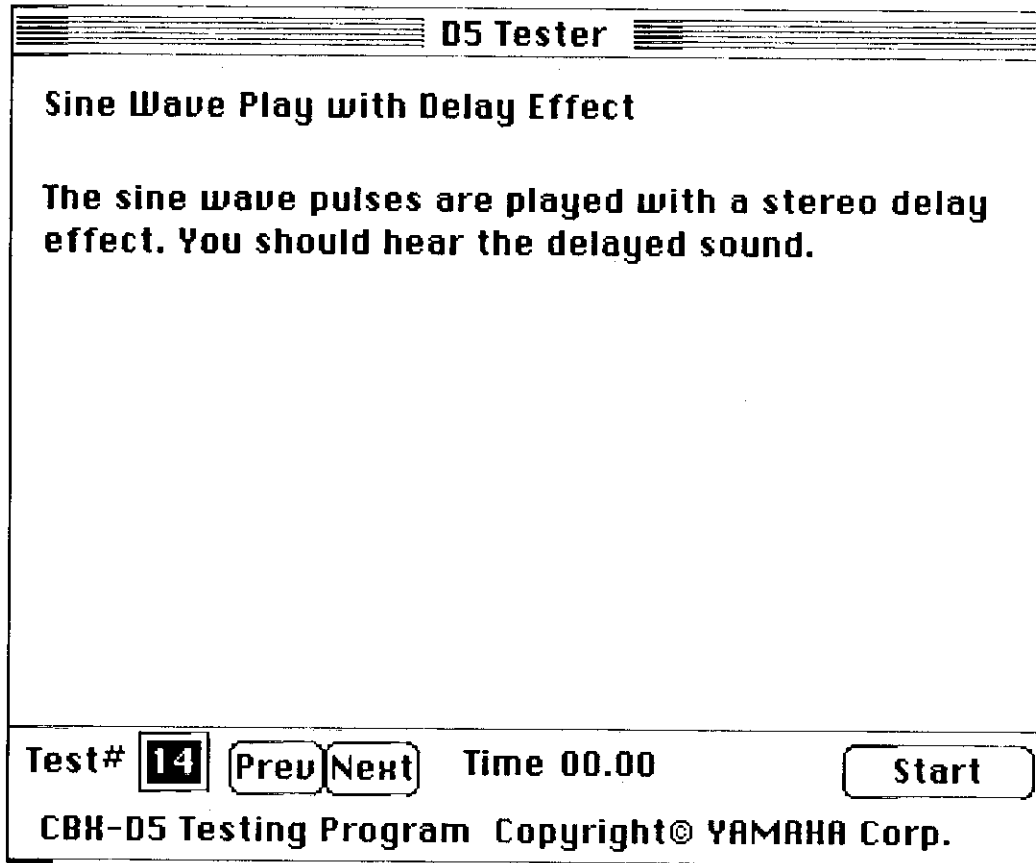 D5 Tester
Sine Wave Play with Delay Effect
The sine wave pulses are played with a stereo delay
effect. You should hear the delayed sound.
Test# 14 Prev Next Time 00.00 Start
CBX-D5 Testing Program Copyright© YAMAHA Corp.